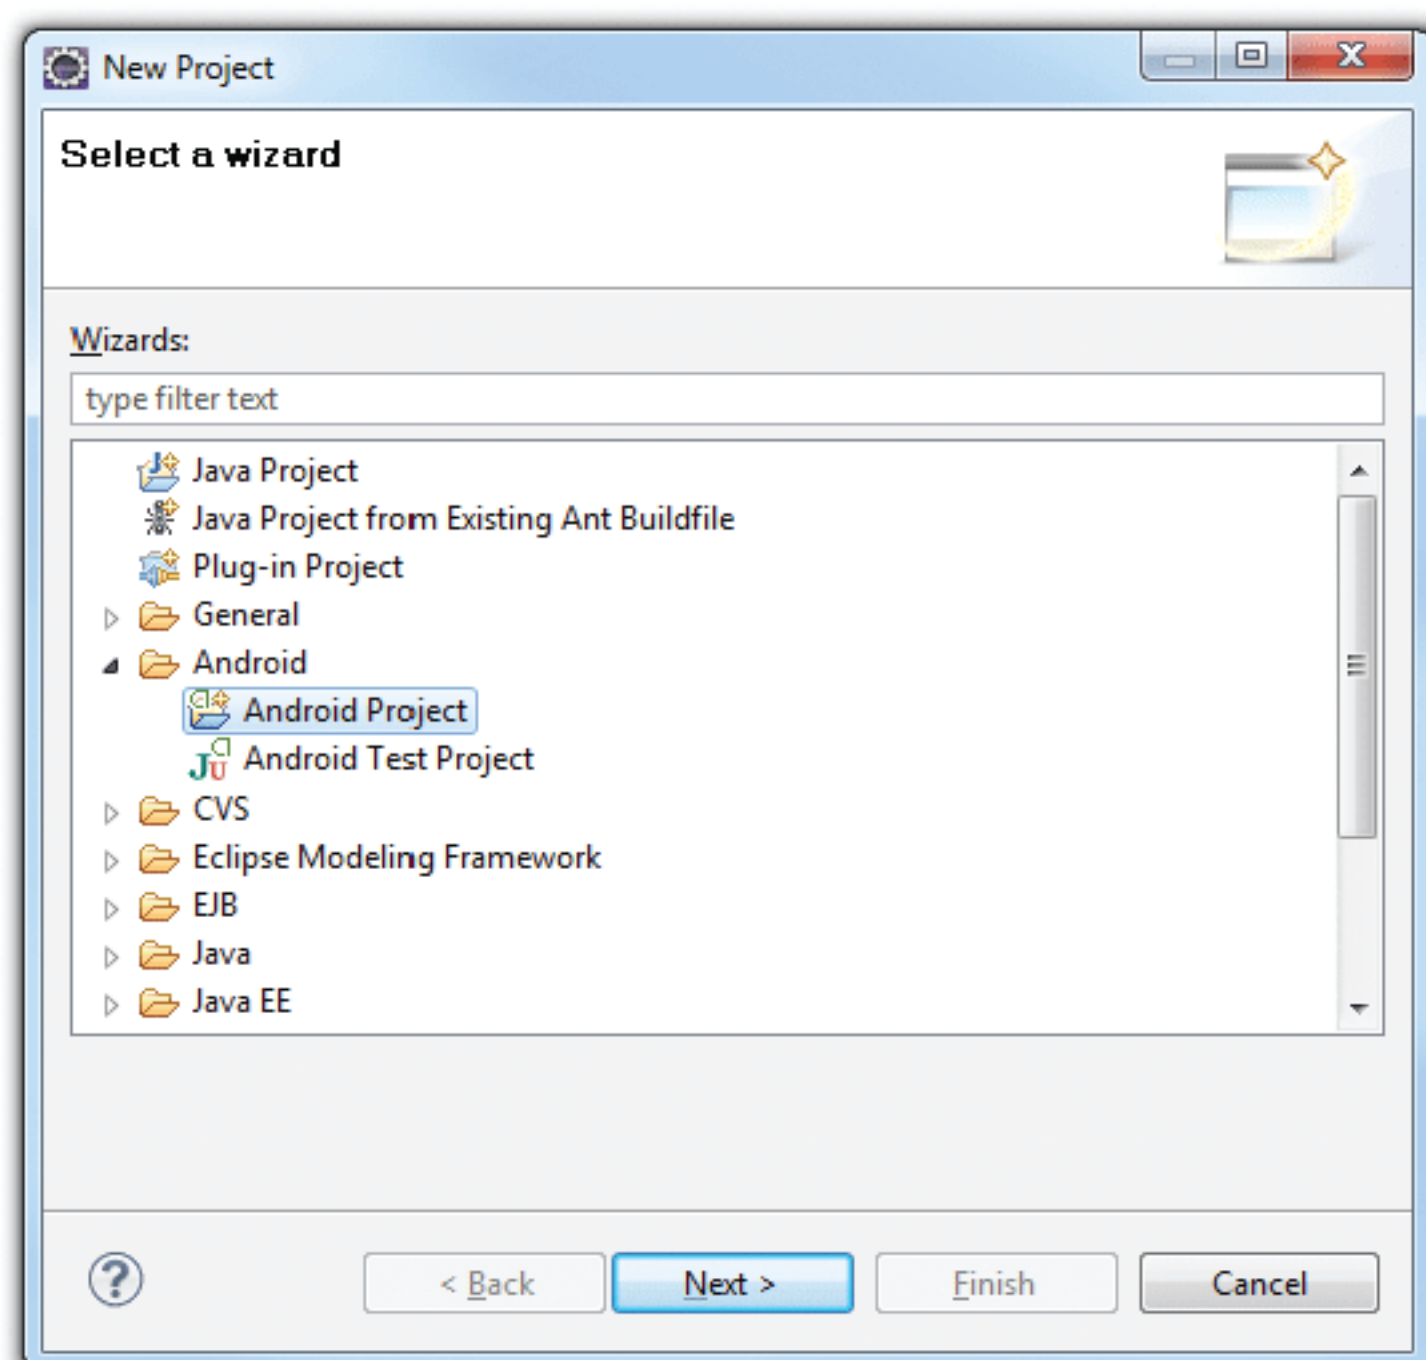 New Project
Select a wizard
Wizards:
type filter text
Java Project
Java Project from Existing Ant Buildfile
Plug-in Project
General
Android
Android Project
Android Test Project
CVS
Eclipse Modeling Framework
EJB
Java
Java EE
< Back Next > Finish Cancel